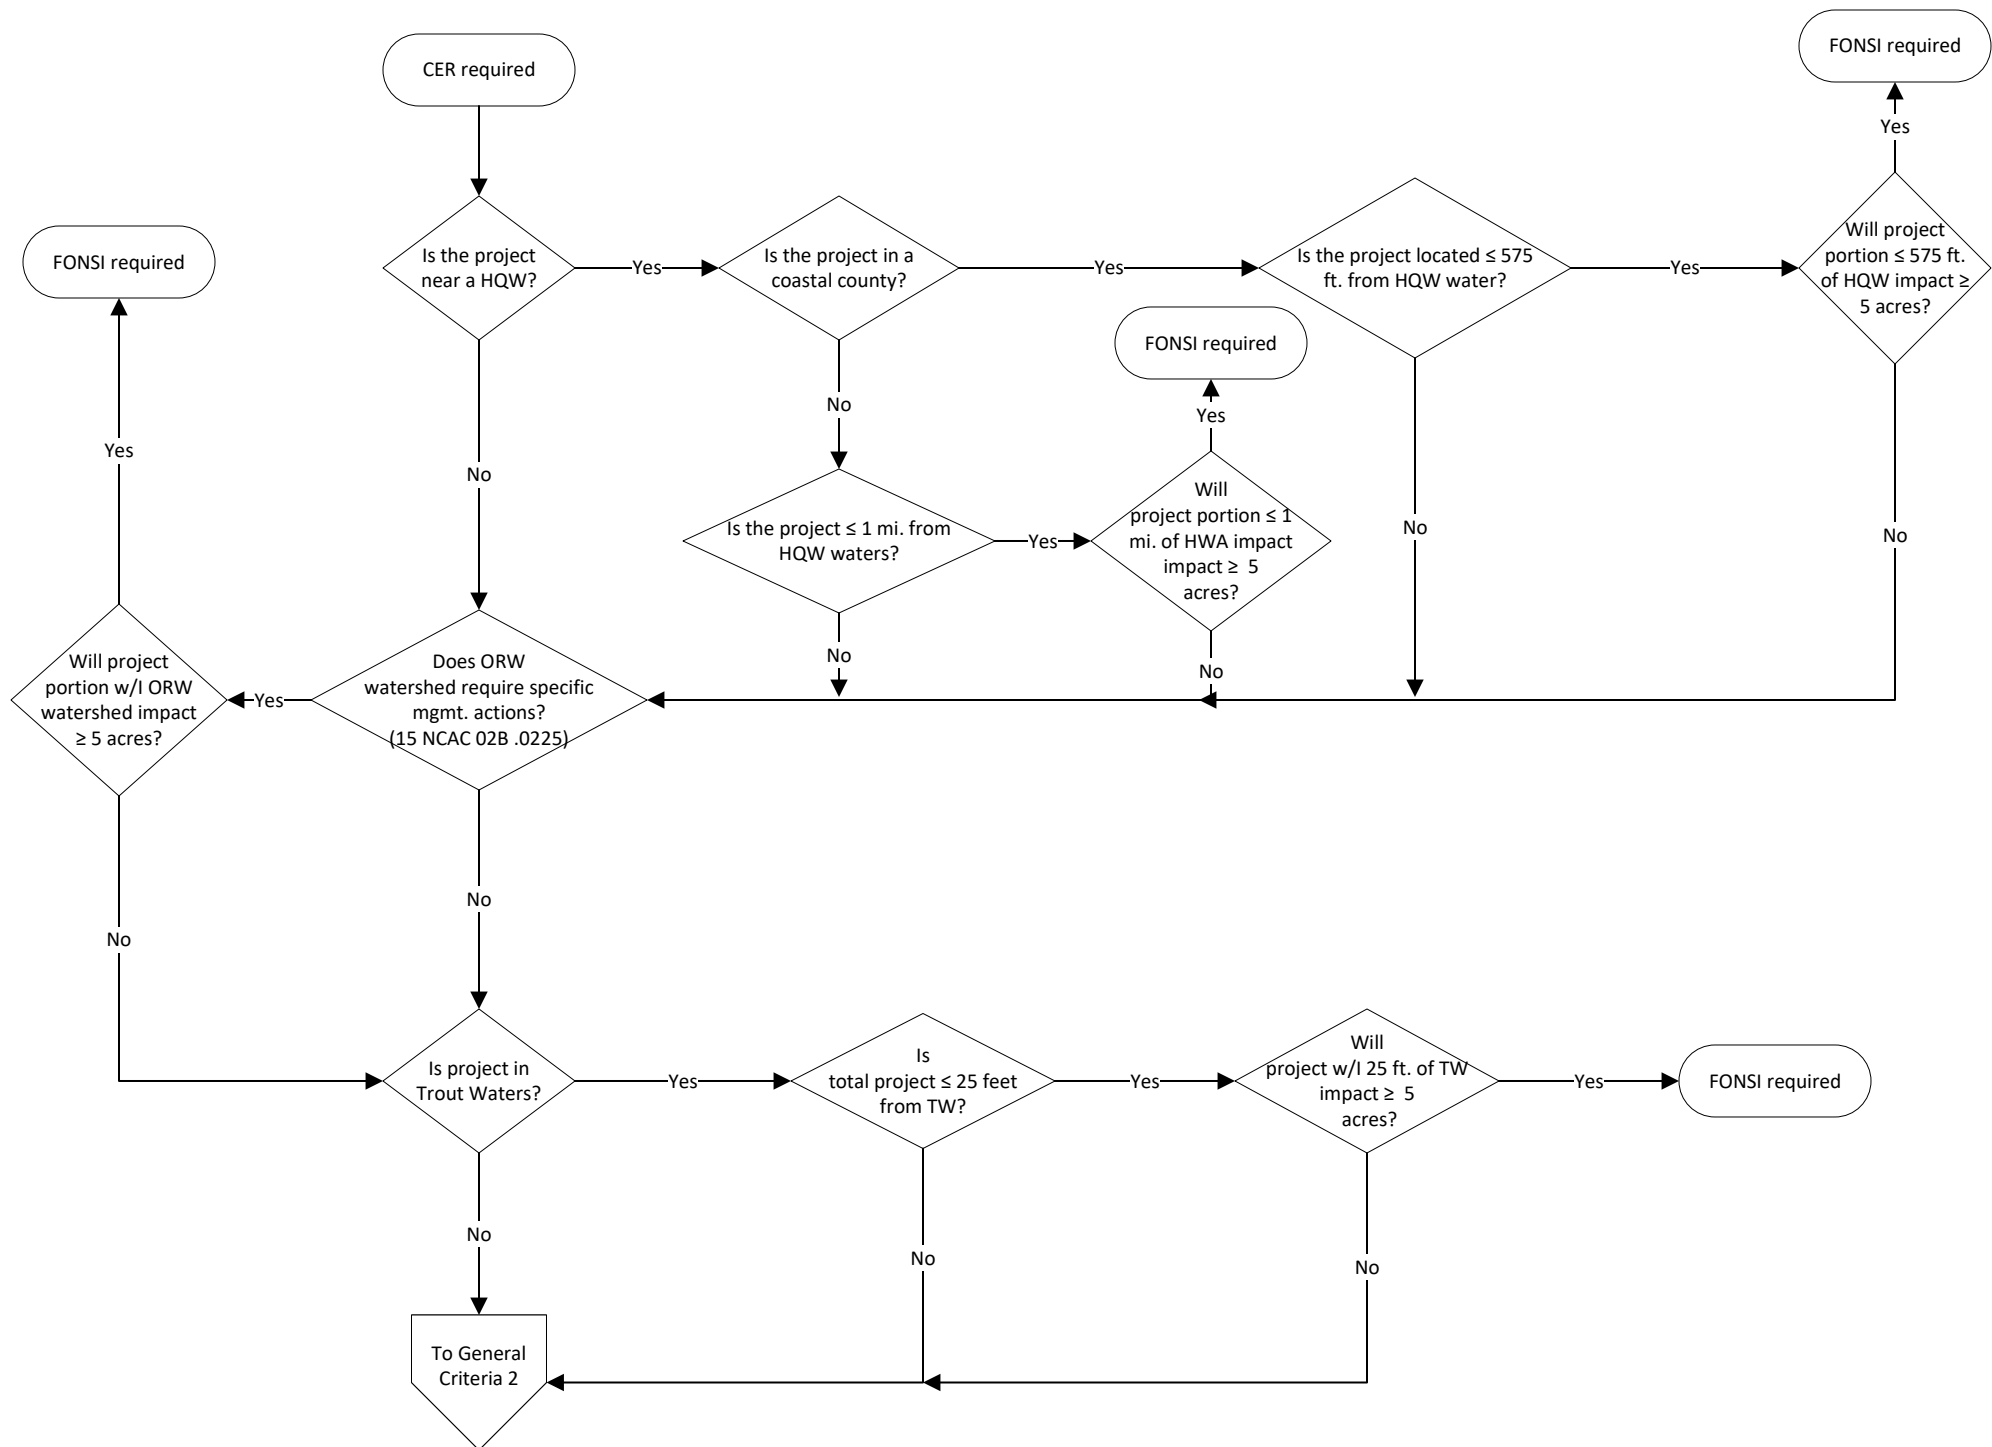 FONSI required
CER required
Yes
Is the project
near a HQW?
Yes
Is the project in a
coastal county?
Yes
Is the project located ≤ 575
ft. from HQW water?
Yes
Will project
portion ≤ 575 ft.
of HQW impact ≥
5 acres?
FONSI required
FONSI required
No
Yes
Yes
No
Is the project ≤ 1 mi. from
HQW waters?
Yes
Will
project portion ≤ 1
mi. of HWA impact
impact ≥  5
acres?
No
No
No
No
Will project
portion w/I ORW
watershed impact
≥ 5 acres?
Yes
Does ORW
watershed require specific
mgmt. actions?
(15 NCAC 02B .0225)
No
No
Is project in
Trout Waters?
Yes
Is
total project ≤ 25 feet
from TW?
Yes
Will
project w/I 25 ft. of TW
impact ≥  5
acres?
Yes
FONSI required
No
No
No
To General
Criteria 2